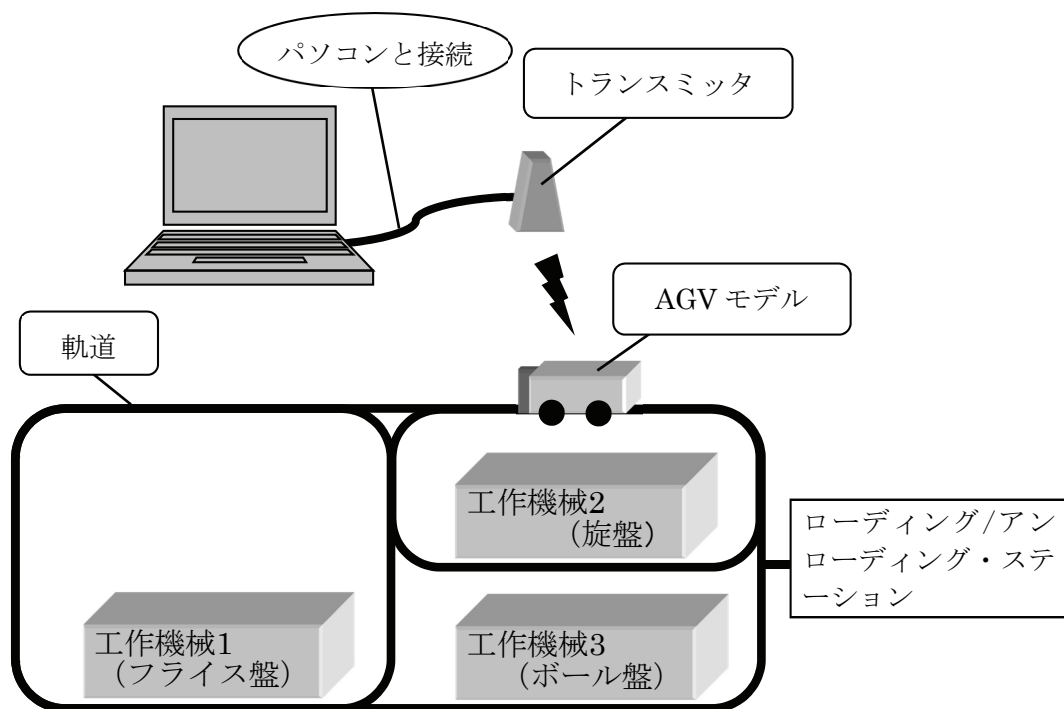 パソコンと接続
トランスミッタ
AGVモデル
軌道
工作機械2
(旋盤)
ローディング/アン
ローディング・ステ
ーション
工作機械1
(フライス盤)
工作機械3
(ボール盤)